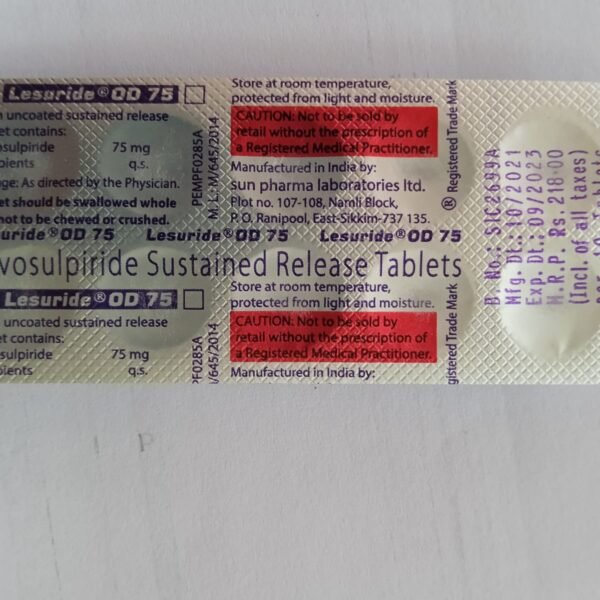 Lesuride® OD 75
uncoated sustained release
et contains:
osulpiride 75 mg
ipients q.s.
ge: As directed by the Physician.
et should be swallowed whole
not to be chewed or crushed.
PEMPF0285A
M.L.:M/645/2014
Store at room temperature,
protected from light and moisture.
CAUTION: Not to be sold by
retail without the prescription of
a Registered Medical Practitioner.
Manufactured in India by:
sun pharma laboratories ltd.
Plot no. 107-108, Namli Block,
P. O. Ranipool, East-Sikkim-737 135.
® Registered Trade Mark
suride® OD 75 Lesuride® OD 75 Lesuride® OD 75
vosulpiride Sustained Release Tablets
Lesuride® OD 75
uncoated sustained release
osulpiride 75 mg
ipients q.s.
PF0285A
M/645/2014
Store at room temperature,
protected from light and moisture.
CAUTION: Not to be sold by
retail without the prescription of
a Registered Medical Practitioner.
Manufactured in India by:
gistered Trade Mark
B. No.: SIC2699A
Mfg. Dt.: 10/2021
Exp. Dt.: 09/2023
M.R.P. Rs. 218.00
(Incl. of all taxes)